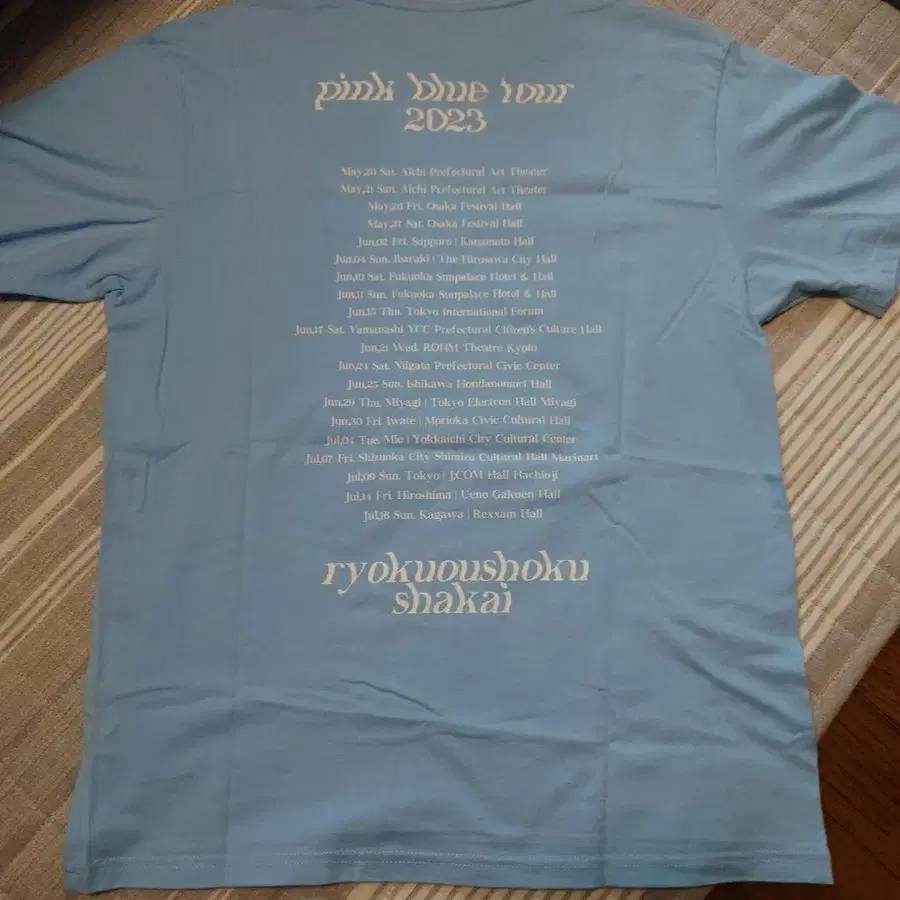 pink blue tour
2023
May,20 Sat. Aichi Prefectural Art Theater
May,21 Sun. Aichi Prefectural Art Theater
May,26 Fri. Osaka Festival Hall
May,27 Sat. Osaka Festival Hall
Jun,02 Fri. Sapporo | Kanamoto Hall
Jun,04 Sun. Ibaraki | The Hirosawa City Hall
Jun,10 Sat. Fukuoka Sunpalace Hotel & Hall
Jun,11 Sun. Fukuoka Sunpalace Hotel & Hall
Jun,15 Thu. Tokyo International Forum
Jun,17 Sat. Yamanashi YCC Prefectural Citizen's Culture Hall
Jun,21 Wed. ROHM Theatre Kyoto
Jun,24 Sat. Niigata Prefectural Civic Center
Jun,25 Sun. Ishikawa Hondanomori Hall
Jun,29 Thu. Miyagi | Tokyo Electron Hall Miyagi
Jun,30 Fri. Iwate | Morioka Civic Cultural Hall
Jul,04 Tue. Mie | Yokkaichi City Cultural Center
Jul,07 Fri. Shizuoka City Shimizu Cultural Hall Marinart
Jul,09 Sun. Tokyo | J:COM Hall Hachioji
Jul,14 Fri. Hiroshima | Ueno Gakuen Hall
Jul,16 Sun. Kagawa | Rexxam Hall
ryokuoushoku
shakai